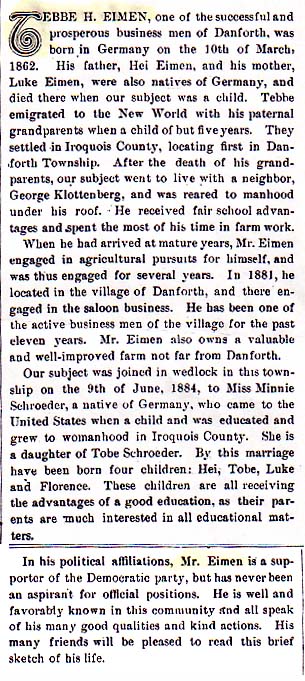 TEBBE H. EIMEN, one of the successful and
prosperous business men of Danforth, was
born in Germany on the 10th of March,
1862. His father, Hei Eimen, and his mother,
Luke Eimen, were also natives of Germany, and
died there when our subject was a child. Tebbe
emigrated to the New World with his paternal
grandparents when a child of but five years. They
settled in Iroquois County, locating first in Dan-
forth Township. After the death of his grand-
parents, our subject went to live with a neighbor,
George Klottenberg, and was reared to manhood
under his roof. He received fair school advan-
tages and spent the most of his time in farm work.
When he had arrived at mature years, Mr. Eimen
engaged in agricultural pursuits for himself, and
was thus engaged for several years. In 1881, he
located in the village of Danforth, and there en-
gaged in the saloon business. He has been one of
the active business men of the village for the past
eleven years. Mr. Eimen also owns a valuable
and well-improved farm not far from Danforth.
Our subject was joined in wedlock in this town-
ship on the 9th of June, 1884, to Miss Minnie
Schroeder, a native of Germany, who came to the
United States when a child and was educated and
grew to womanhood in Iroquois County. She is
a daughter of Tobe Schroeder. By this marriage
have been born four children: Hei, Tobe, Luke
and Florence. These children are all receiving
the advantages of a good education, as their par-
ents are much interested in all educational mat-
ters.
In his political affiliations, Mr. Eimen is a sup-
porter of the Democratic party, but has never been
an aspirant for official positions. He is well and
favorably known in this community and all speak
of his many good qualities and kind actions. His
many friends will be pleased to read this brief
sketch of his life.